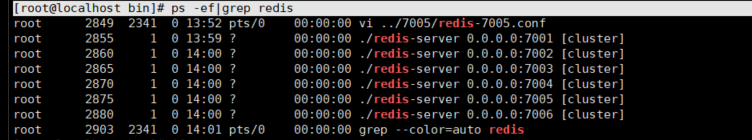 [root@localhost bin]# ps -ef|grep redis
root 2849 2341 0 13:52 pts/0 00:00:00 vi ../7005/redis-7005.conf
root 2855 1 0 13:59 ? 00:00:00 ./redis-server 0.0.0.0:7001 [cluster]
root 2860 1 0 14:00 ? 00:00:00 ./redis-server 0.0.0.0:7002 [cluster]
root 2865 1 0 14:00 ? 00:00:00 ./redis-server 0.0.0.0:7003 [cluster]
root 2870 1 0 14:00 ? 00:00:00 ./redis-server 0.0.0.0:7004 [cluster]
root 2875 1 0 14:00 ? 00:00:00 ./redis-server 0.0.0.0:7005 [cluster]
root 2880 1 0 14:00 ? 00:00:00 ./redis-server 0.0.0.0:7006 [cluster]
root 2903 2341 0 14:01 pts/0 00:00:00 grep --color=auto redis